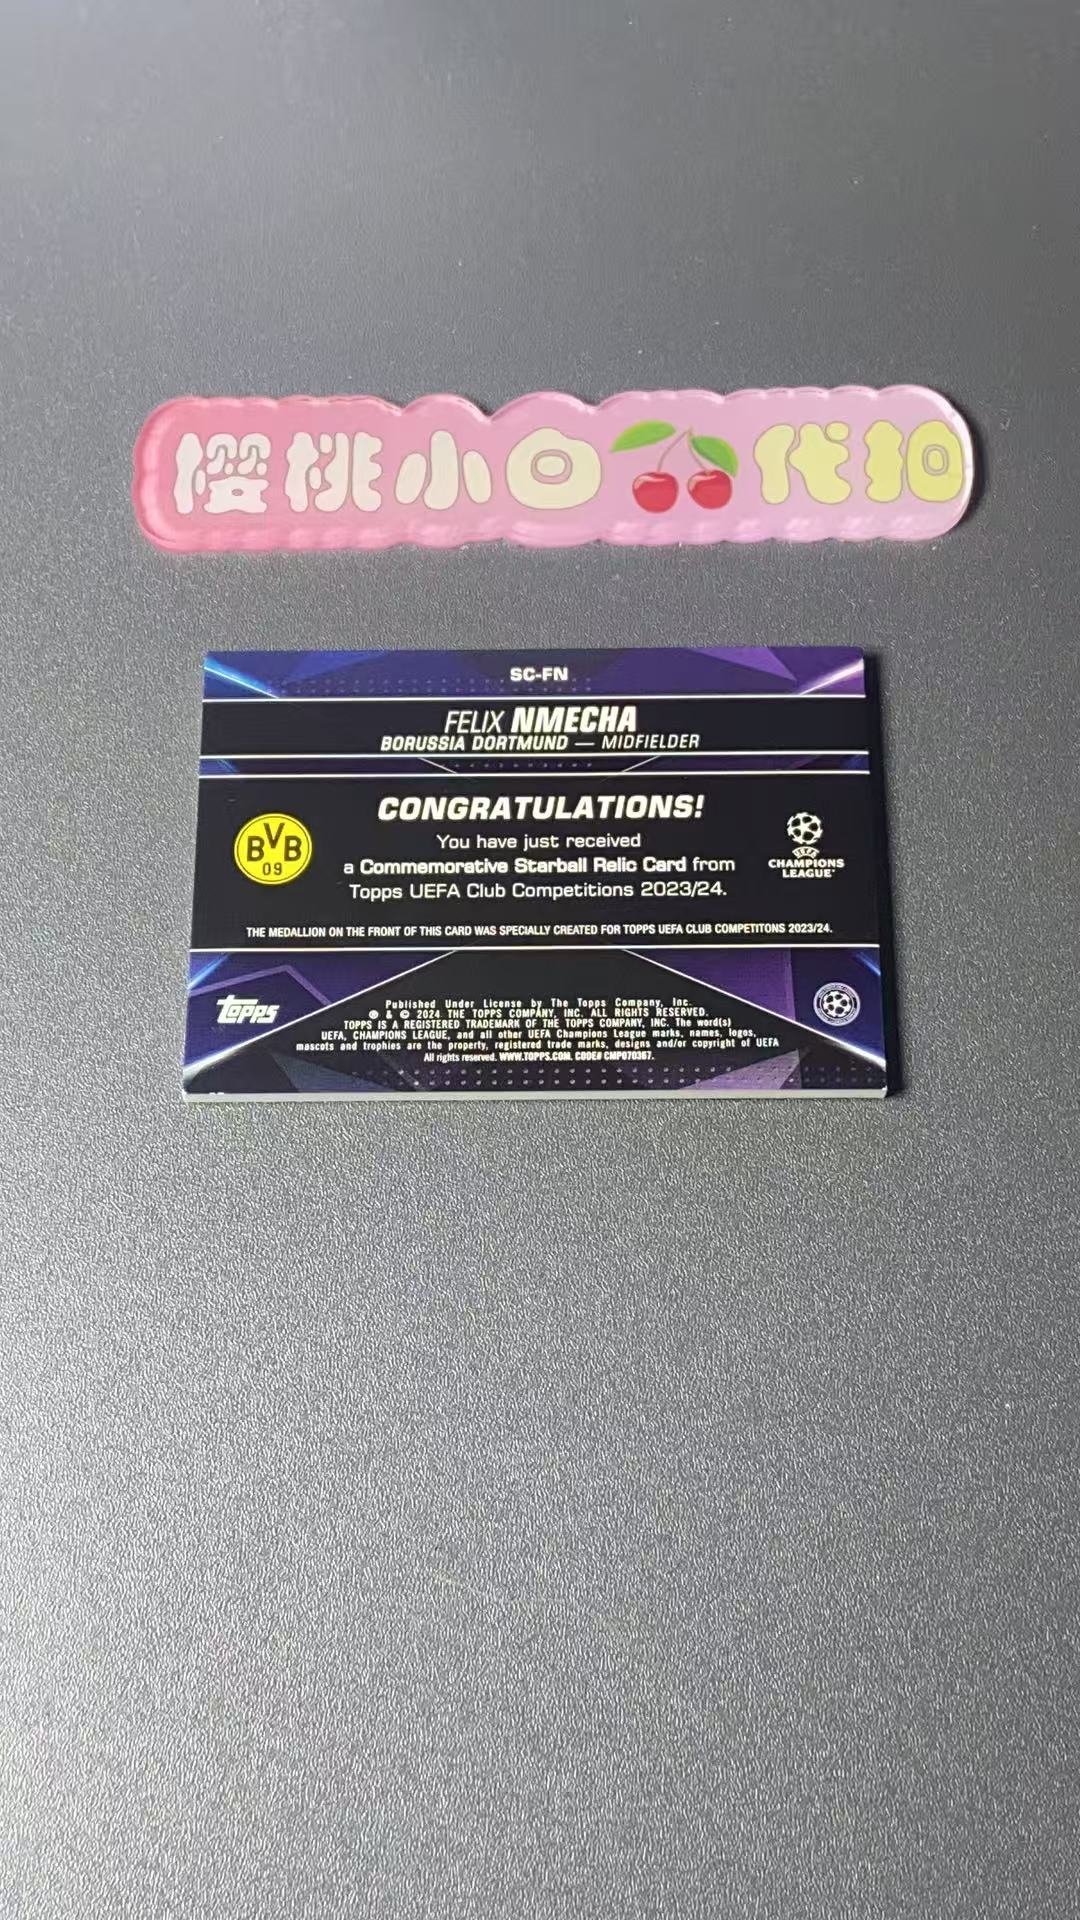 樱桃小日代拍
SC-FN
FELIX NMECHA
BORUSSIA DORTMUND — MIDFIELDER
CONGRATULATIONS!
You have just received
a Commemorative Starball Relic Card from
Topps UEFA Club Competitions 2023/24.
BVB
09
UEFA
CHAMPIONS
LEAGUE
THE MEDALLION ON THE FRONT OF THIS CARD WAS SPECIALLY CREATED FOR TOPPS UEFA CLUB COMPETITONS 2023/24.
Topps
Published Under License by The Topps Company, Inc.
® & © 2024 THE TOPPS COMPANY, INC. ALL RIGHTS RESERVED.
TOPPS IS A REGISTERED TRADEMARK OF THE TOPPS COMPANY, INC. The word(s)
UEFA, CHAMPIONS LEAGUE, and all other UEFA Champions League marks, names, logos,
mascots and trophies are the property, registered trade marks, designs and/or copyright of UEFA
All rights reserved. WWW.TOPPS.COM. CODE# CMP070367.